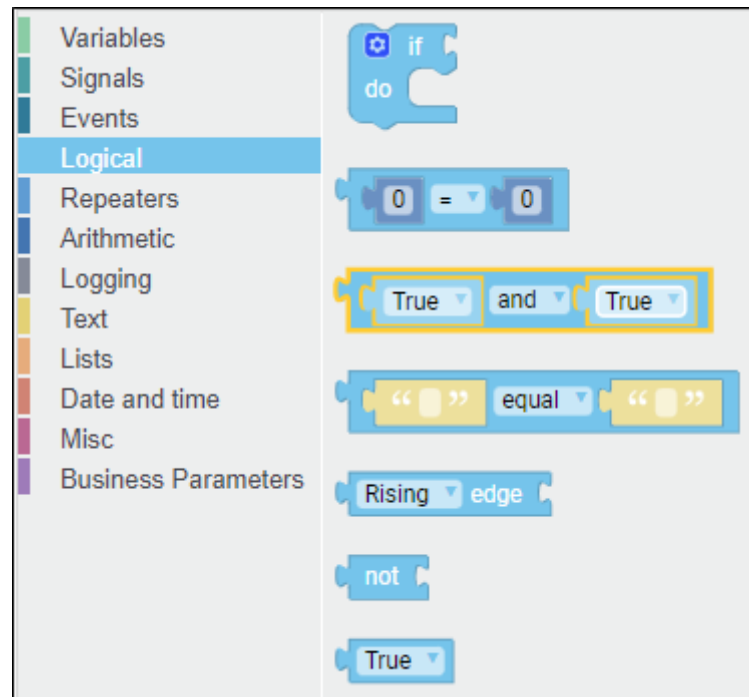 Variables
Signals
Events
Logical
Repeaters
Arithmetic
Logging
Text
Lists
Date and time
Misc
Business Parameters
if
do
0 = 0
True and True
“ ” equal “ ”
Rising edge
not
True